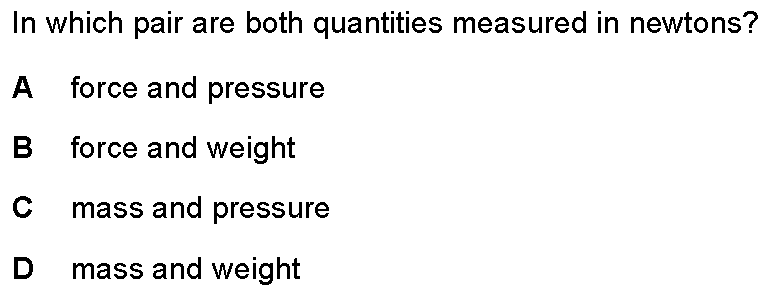 In which pair are both quantities measured in newtons?
A force and pressure
B force and weight
C mass and pressure
D mass and weight